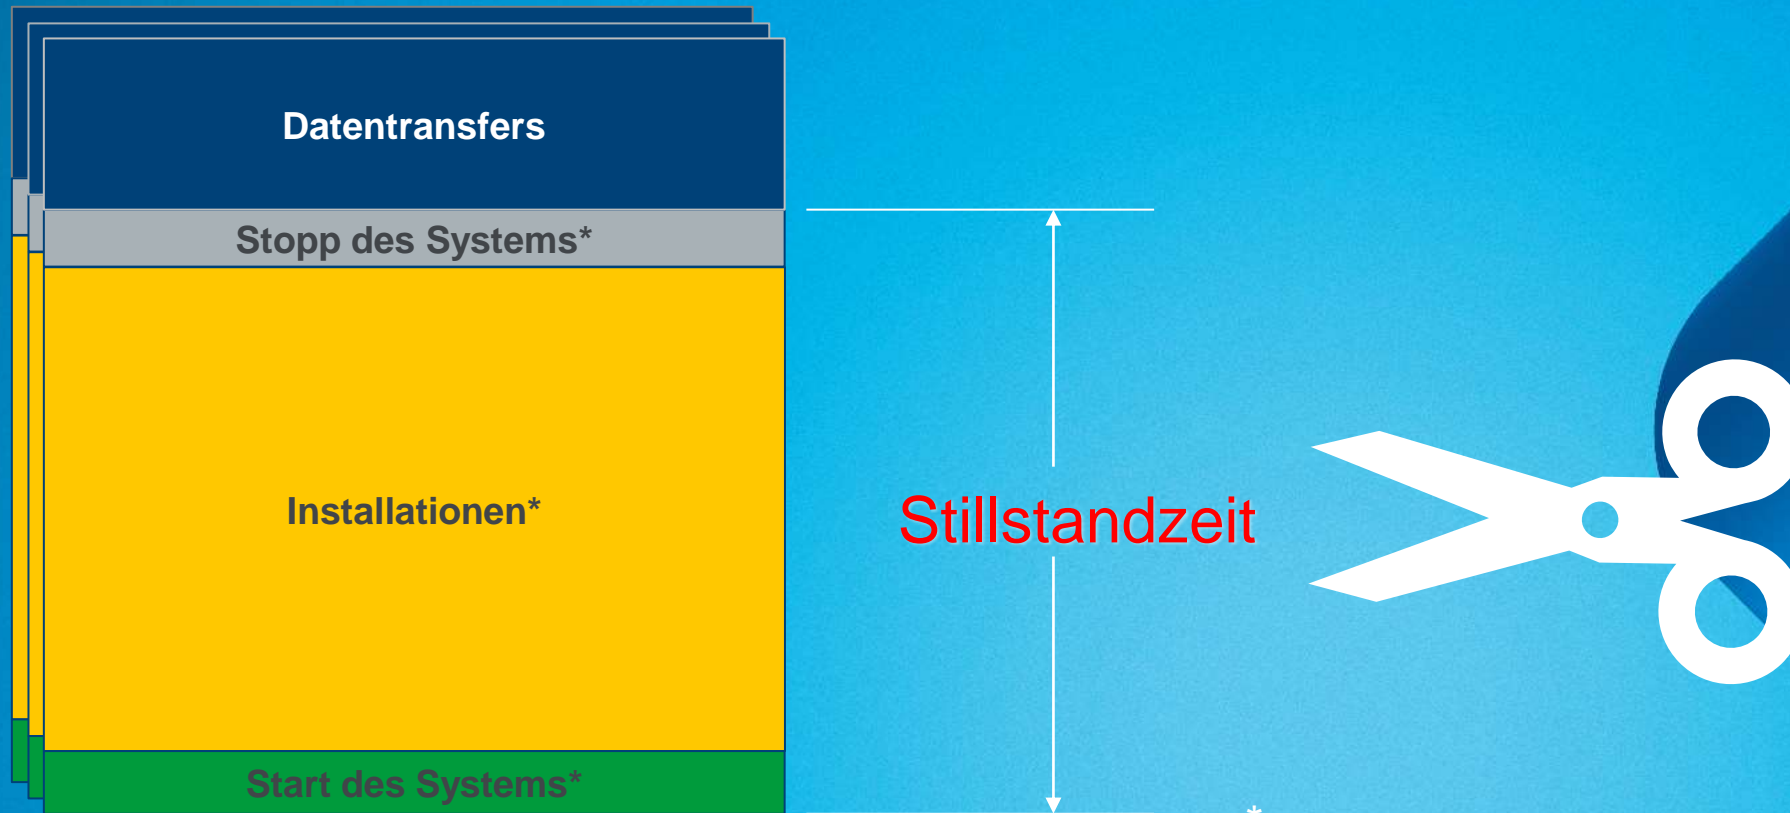 Datentransfers
Stopp des Systems*
Installationen*
Stillstandzeit
Start des Systems*
*